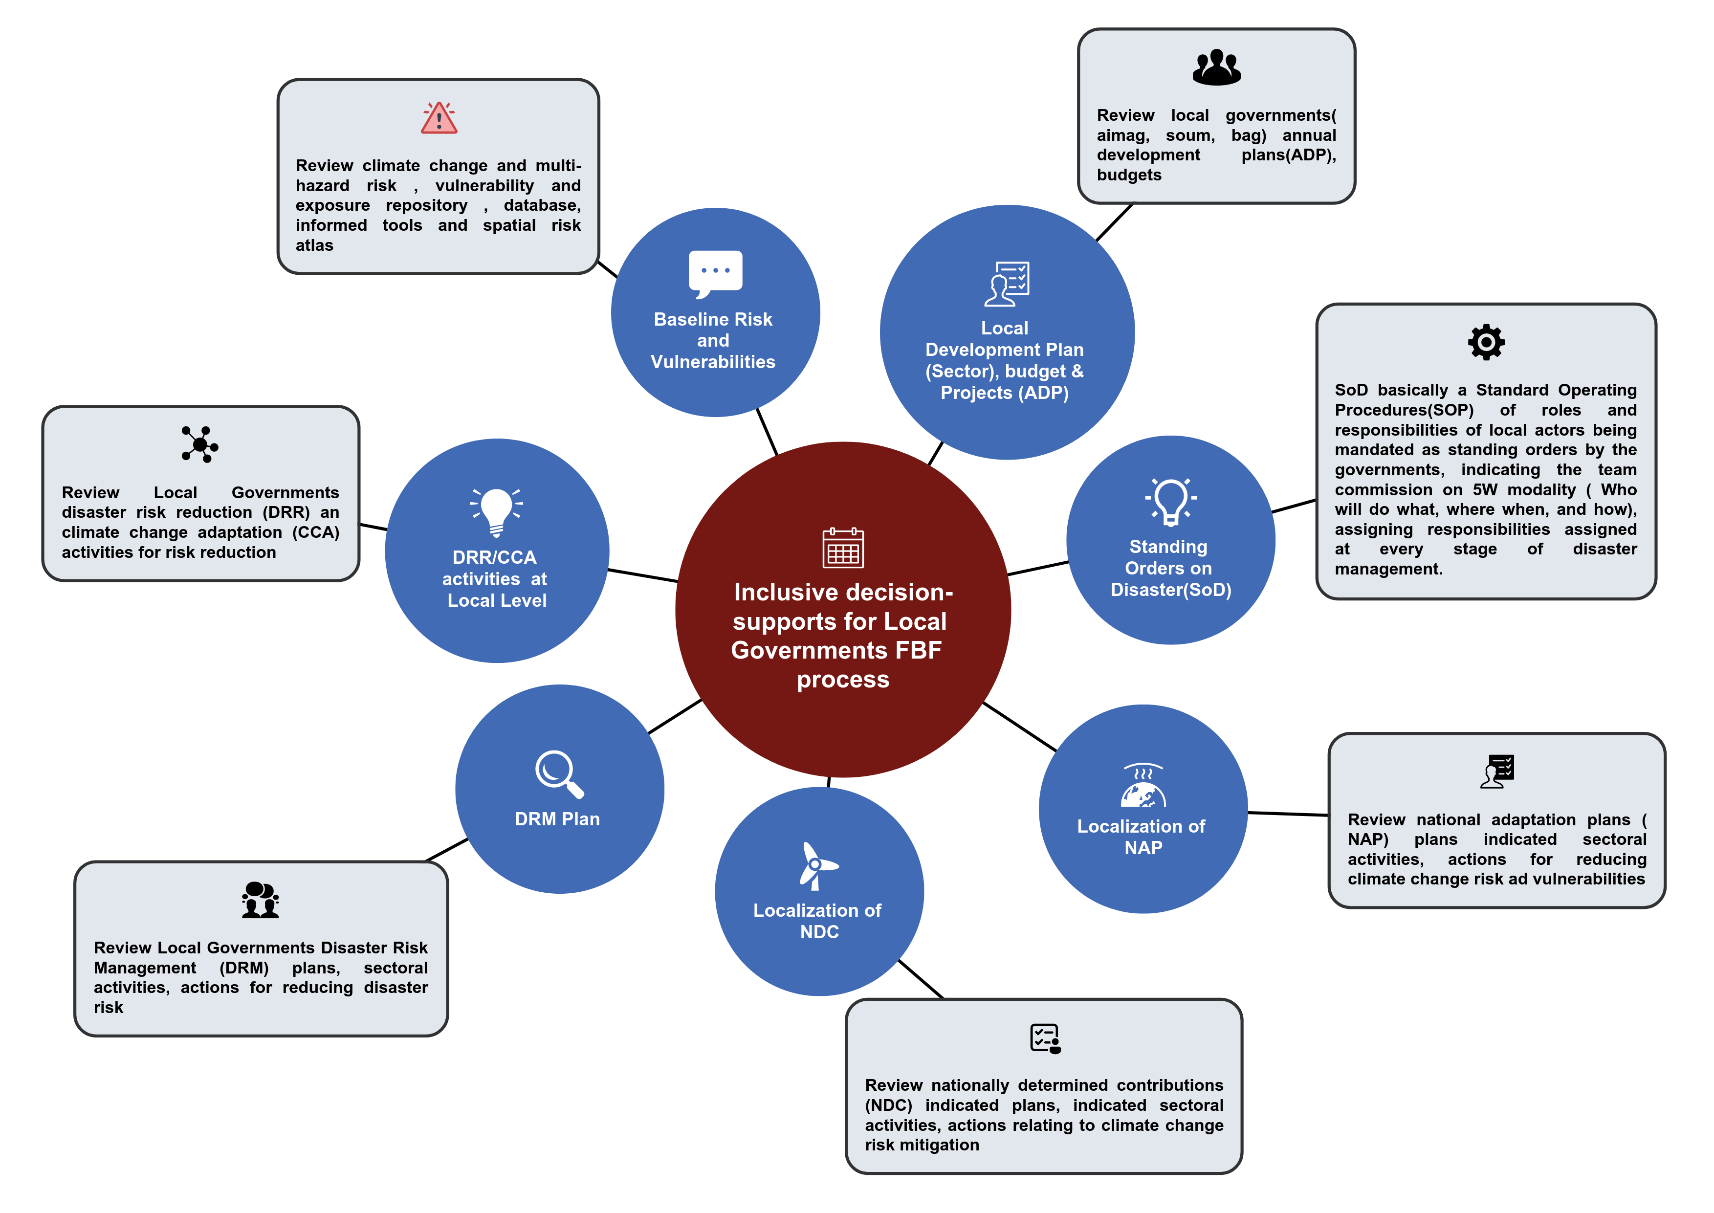 Review local governments(
aimag, soum, bag) annual
development plans(ADP),
budgets
Review climate change and multi-
hazard risk , vulnerability and
exposure repository , database,
informed tools and spatial risk
atlas
Baseline Risk
and
Vulnerabilities
Local
Development Plan
(Sector), budget &
Projects (ADP)
SoD basically a Standard Operating
Procedures(SOP) of roles and
responsibilities of local actors being
mandated as standing orders by the
governments, indicating the team
commission on 5W modality ( Who
will do what, where when, and how),
assigning responsibilities assigned
at every stage of disaster
management.
Review Local Governments
disaster risk reduction (DRR) an
climate change adaptation (CCA)
activities for risk reduction
DRR/CCA
activities at
Local Level
Standing
Orders on
Disaster(SoD)
Inclusive decision-
supports for Local
Governments FBF
process
DRM Plan
Localization of
NAP
Review national adaptation plans (
NAP) plans indicated sectoral
activities, actions for reducing
climate change risk ad vulnerabilities
Localization of
NDC
Review Local Governments Disaster Risk
Management (DRM) plans, sectoral
activities, actions for reducing disaster
risk
Review nationally determined contributions
(NDC) indicated plans, indicated sectoral
activities, actions relating to climate change
risk mitigation